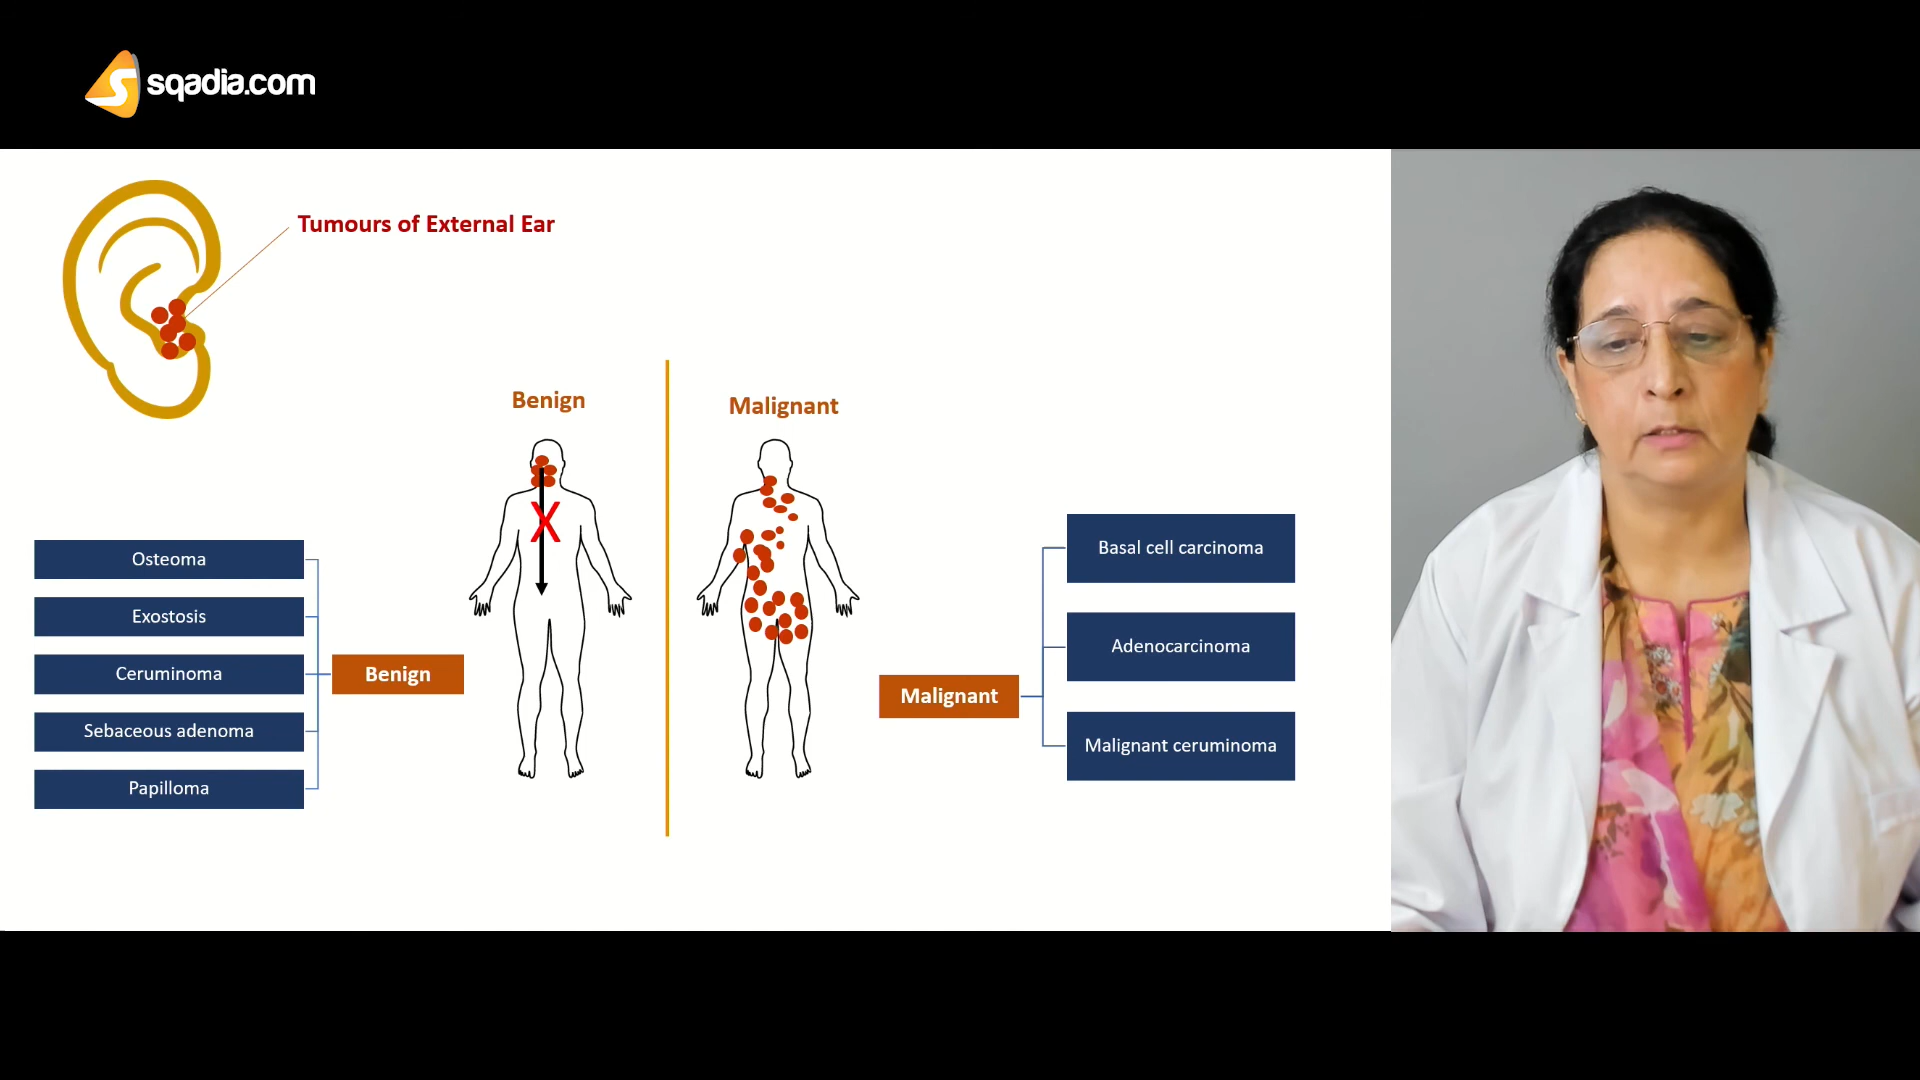 sqadia.com
Tumours of External Ear
Benign
Malignant
Osteoma
Exostosis
Ceruminoma
Sebaceous adenoma
Papilloma
Benign
X
Malignant
Basal cell carcinoma
Adenocarcinoma
Malignant ceruminoma